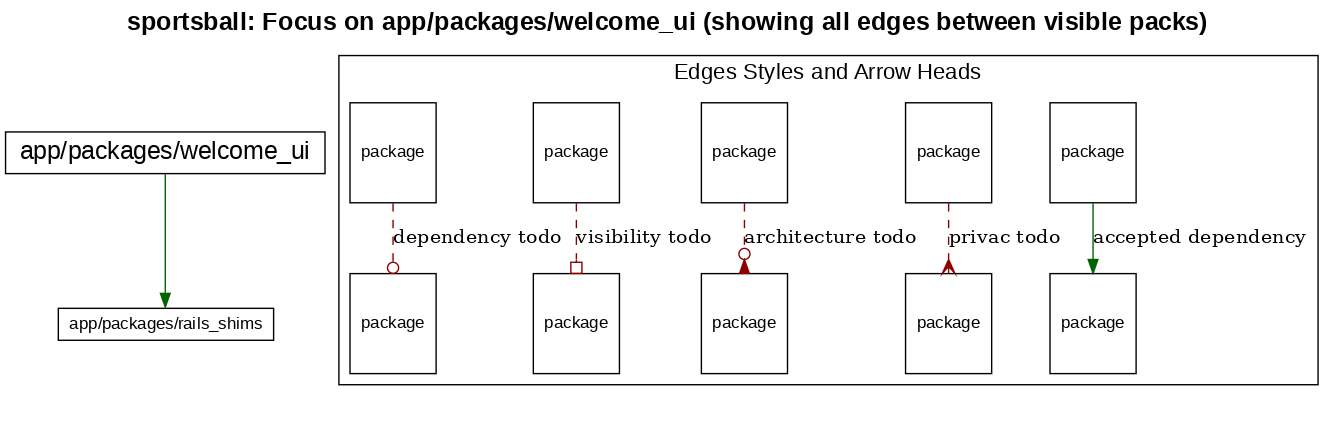 sportsball: Focus on app/packages/welcome_ui (showing all edges between visible packs)
Edges Styles and Arrow Heads
app/packages/welcome_ui
package
package
package
package
package
dependency todo
visibility todo
architecture todo
privac todo
accepted dependency
app/packages/rails_shims
package
package
package
package
package